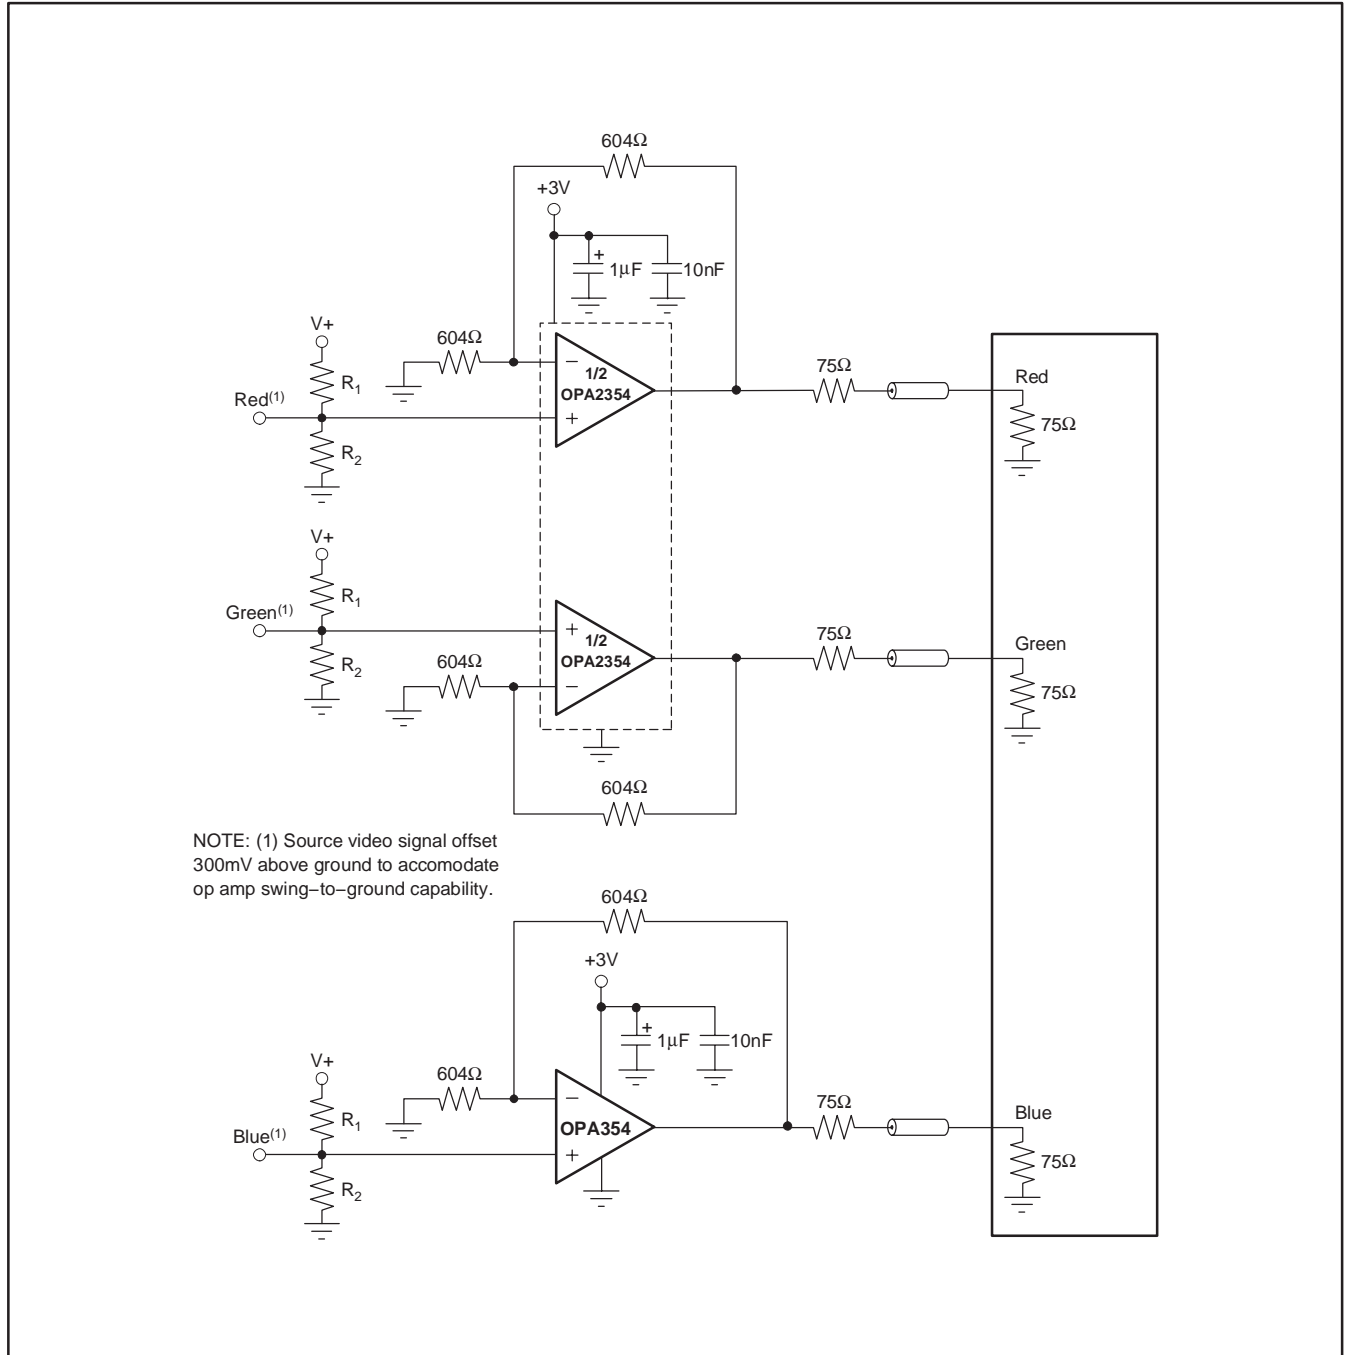 604Ω
+3V
+
1μF
10nF
V+
604Ω
R1
Red(1)
R2
−
1/2
OPA2354
+
75Ω
Red
75Ω
V+
R1
Green(1)
R2
+
1/2
OPA2354
−
604Ω
75Ω
Green
75Ω
604Ω
NOTE: (1) Source video signal offset
300mV above ground to accomodate
op amp swing−to−ground capability.
604Ω
+3V
+
1μF
10nF
V+
604Ω
R1
Blue(1)
R2
−
OPA354
+
75Ω
Blue
75Ω